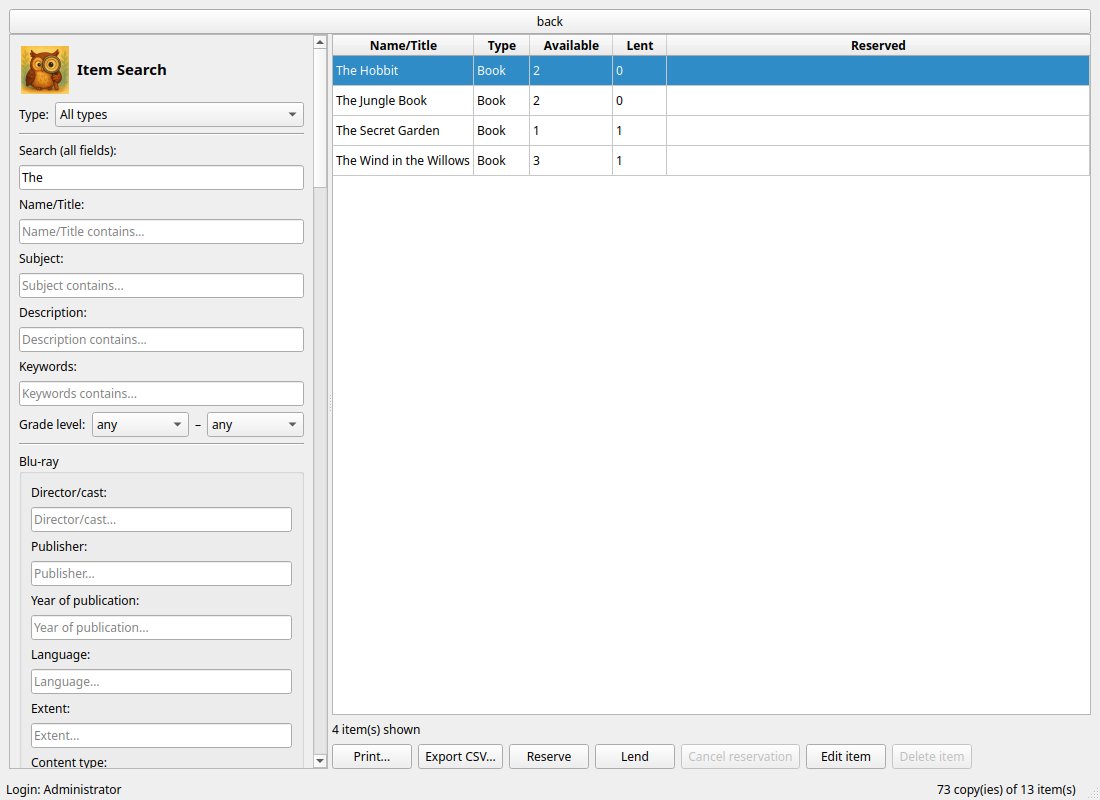 back
Item Search
Type: All types
Search (all fields):
The
Name/Title:
Name/Title contains...
Subject:
Subject contains...
Description:
Description contains...
Keywords:
Keywords contains...
Grade level: any – any
Blu-ray
Director/cast:
Director/cast...
Publisher:
Publisher...
Year of publication:
Year of publication...
Language:
Language...
Extent:
Extent...
Content type:
Name/Title Type Available Lent Reserved
The Hobbit Book 2 0
The Jungle Book Book 2 0
The Secret Garden Book 1 1
The Wind in the Willows Book 3 1
4 item(s) shown
Print... Export CSV... Reserve Lend Cancel reservation Edit item Delete item
Login: Administrator 73 copy(ies) of 13 item(s)